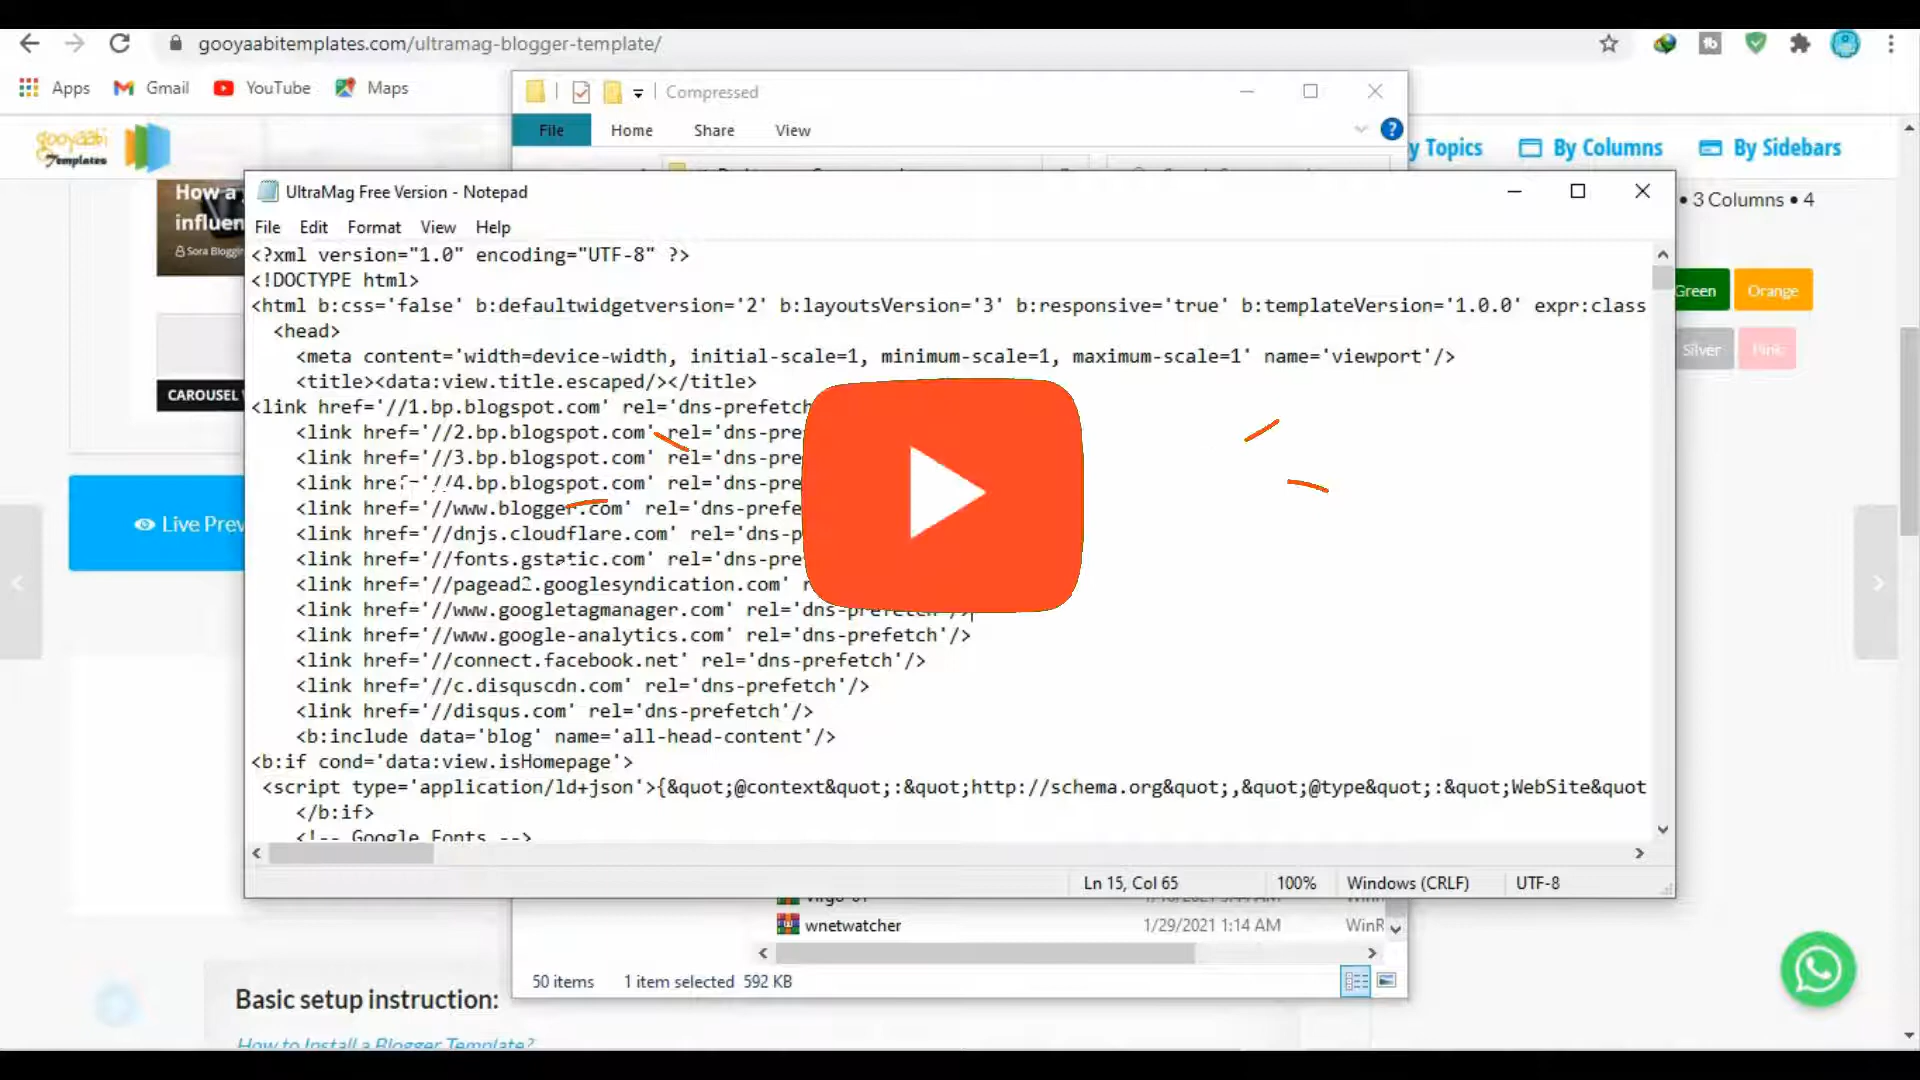 gooyaabitemplates.com/ultramag-blogger-template/
Apps Gmail YouTube Maps
Compressed
File Home Share View
gooyaabi
Templates
y Topics By Columns By Sidebars
How a
influen
Sora Bloggin
UltraMag Free Version - Notepad
• 3 Columns • 4
File Edit Format View Help
<?xml version="1.0" encoding="UTF-8" ?>
<!DOCTYPE html>
<html b:css='false' b:defaultwidgetversion='2' b:layoutsVersion='3' b:responsive='true' b:templateVersion='1.0.0' expr:class
<head>
<meta content='width=device-width, initial-scale=1, minimum-scale=1, maximum-scale=1' name='viewport'/>
<title><data:view.title.escaped/></title>
<link href='//1.bp.blogspot.com' rel='dns-prefetch
<link href='//2.bp.blogspot.com' rel='dns-pre
<link href='//3.bp.blogspot.com' rel='dns-pre
<link href='//4.bp.blogspot.com' rel='dns-pre
<link href='//www.blogger.com' rel='dns-prefe
<link href='//dnjs.cloudflare.com' rel='dns-p
<link href='//fonts.gstatic.com' rel='dns-pre
<link href='//pagead2.googlesyndication.com' r
<link href='//www.googletagmanager.com' rel='dns-prefetch'/>
<link href='//www.google-analytics.com' rel='dns-prefetch'/>
<link href='//connect.facebook.net' rel='dns-prefetch'/>
<link href='//c.disquscdn.com' rel='dns-prefetch'/>
<link href='//disqus.com' rel='dns-prefetch'/>
<b:include data='blog' name='all-head-content'/>
<b:if cond='data:view.isHomepage'>
<script type='application/ld+json'>{&quot;@context&quot;:&quot;http://schema.org&quot;,&quot;@type&quot;:&quot;WebSite&quot
</b:if>
<!-- Google Fonts -->
Green Orange
Silver Pink
CAROUSEL
Live Prev
Ln 15, Col 65 100% Windows (CRLF) UTF-8
wnetwatcher 1/29/2021 1:14 AM WinR
50 items 1 item selected 592 KB
Basic setup instruction:
How to Install a Blogger Template?